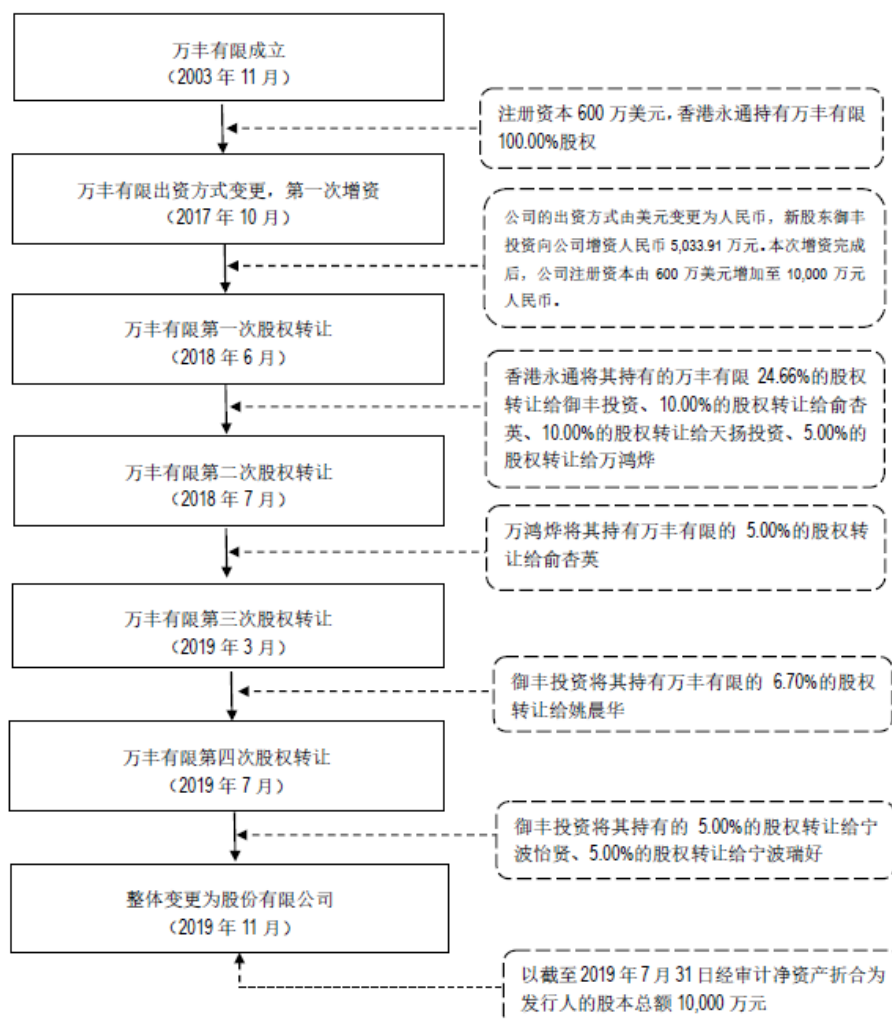 万丰有限成立
（2003 年 11 月）
注册资本 600 万美元，香港永通持有万丰有限
100.00%股权
万丰有限出资方式变更，第一次增资
（2017 年 10 月）
公司的出资方式由美元变更为人民币，新股东御丰
投资向公司增资人民币 5,033.91 万元。本次增资完成
后，公司注册资本由 600 万美元增加至 10,000 万元
人民币。
万丰有限第一次股权转让
（2018 年 6 月）
香港永通将其持有的万丰有限 24.66%的股权
转让给御丰投资、10.00%的股权转让给俞杏
英、10.00%的股权转让给天扬投资、5.00%的
股权转让给万鸿烨
万丰有限第二次股权转让
（2018 年 7 月）
万鸿烨将其持有万丰有限的 5.00%的股权转
让给俞杏英
万丰有限第三次股权转让
（2019 年 3 月）
御丰投资将其持有万丰有限的 6.70%的股权
转让给姚晨华
万丰有限第四次股权转让
（2019 年 7 月）
御丰投资将其持有的 5.00%的股权转让给宁
波怡贤、5.00%的股权转让给宁波瑞好
整体变更为股份有限公司
（2019 年 11 月）
以截至 2019 年 7 月 31 日经审计净资产折合为
发行人的股本总额 10,000 万元